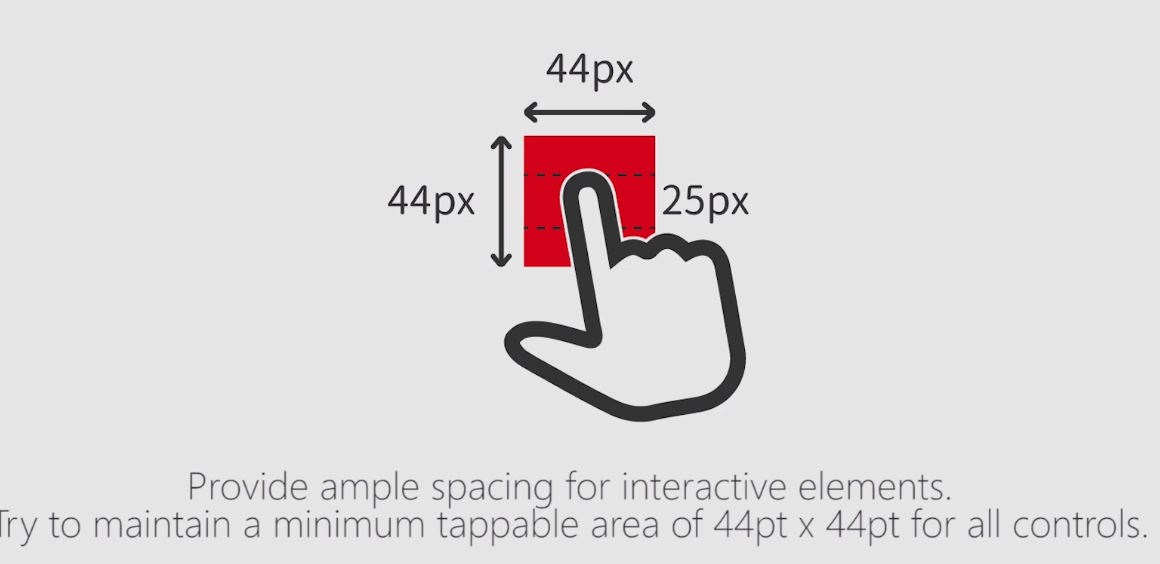 44px
44px
25px
Provide ample spacing for interactive elements.
Try to maintain a minimum tappable area of 44pt x 44pt for all controls.